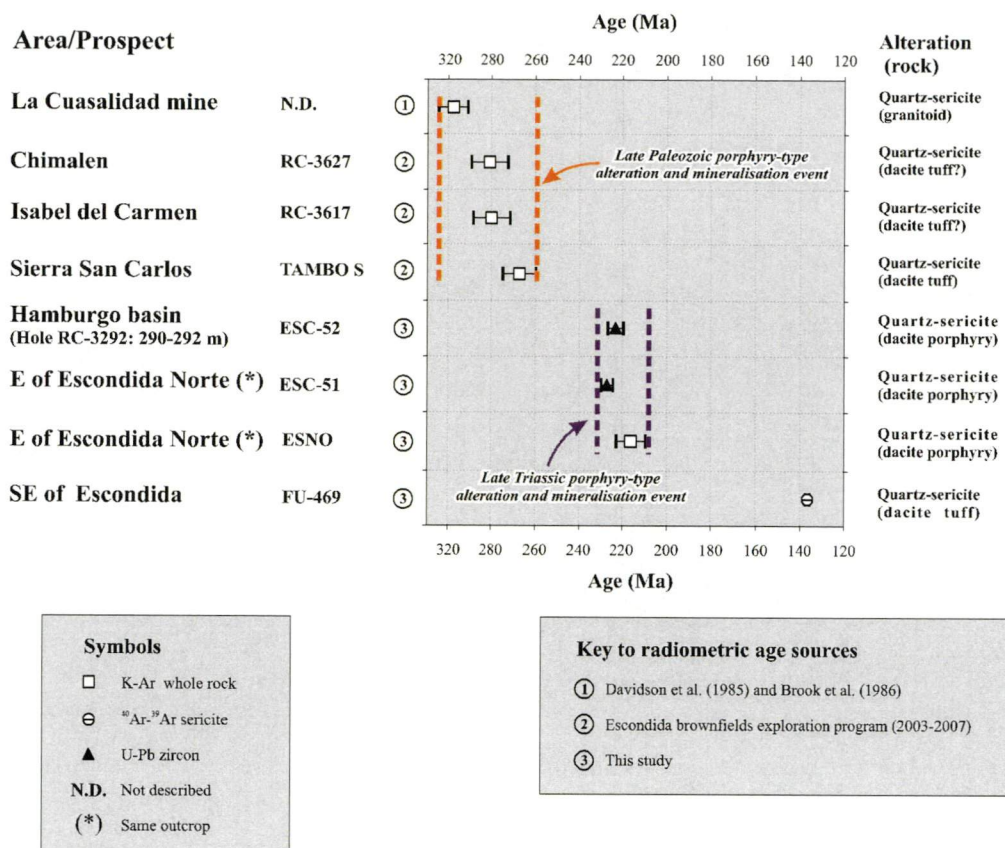 Age (Ma)
Area/Prospect
Alteration
(rock)
320 300 280 260 240 220 200 180 160 140 120
La Cuasalidad mine N.D. 1 Quartz-sericite
(granitoid)
Chimalen RC-3627 2 Quartz-sericite
(dacite tuff?)
Late Paleozoic porphyry-type
alteration and mineralisation event
Isabel del Carmen RC-3617 2 Quartz-sericite
(dacite tuff?)
Sierra San Carlos TAMBO S 2 Quartz-sericite
(dacite tuff)
Hamburgo basin
(Hole RC-3292: 290-292 m) ESC-52 3 Quartz-sericite
(dacite porphyry)
E of Escondida Norte (*) ESC-51 3 Quartz-sericite
(dacite porphyry)
E of Escondida Norte (*) ESNO 3 Quartz-sericite
(dacite porphyry)
Late Triassic porphyry-type
alteration and mineralisation event
SE of Escondida FU-469 3 Quartz-sericite
(dacite tuff)
320 300 280 260 240 220 200 180 160 140 120
Age (Ma)
Symbols
K-Ar whole rock
⁴⁰Ar-³⁹Ar sericite
U-Pb zircon
N.D. Not described
(*) Same outcrop
Key to radiometric age sources
1 Davidson et al. (1985) and Brook et al. (1986)
2 Escondida brownfields exploration program (2003-2007)
3 This study